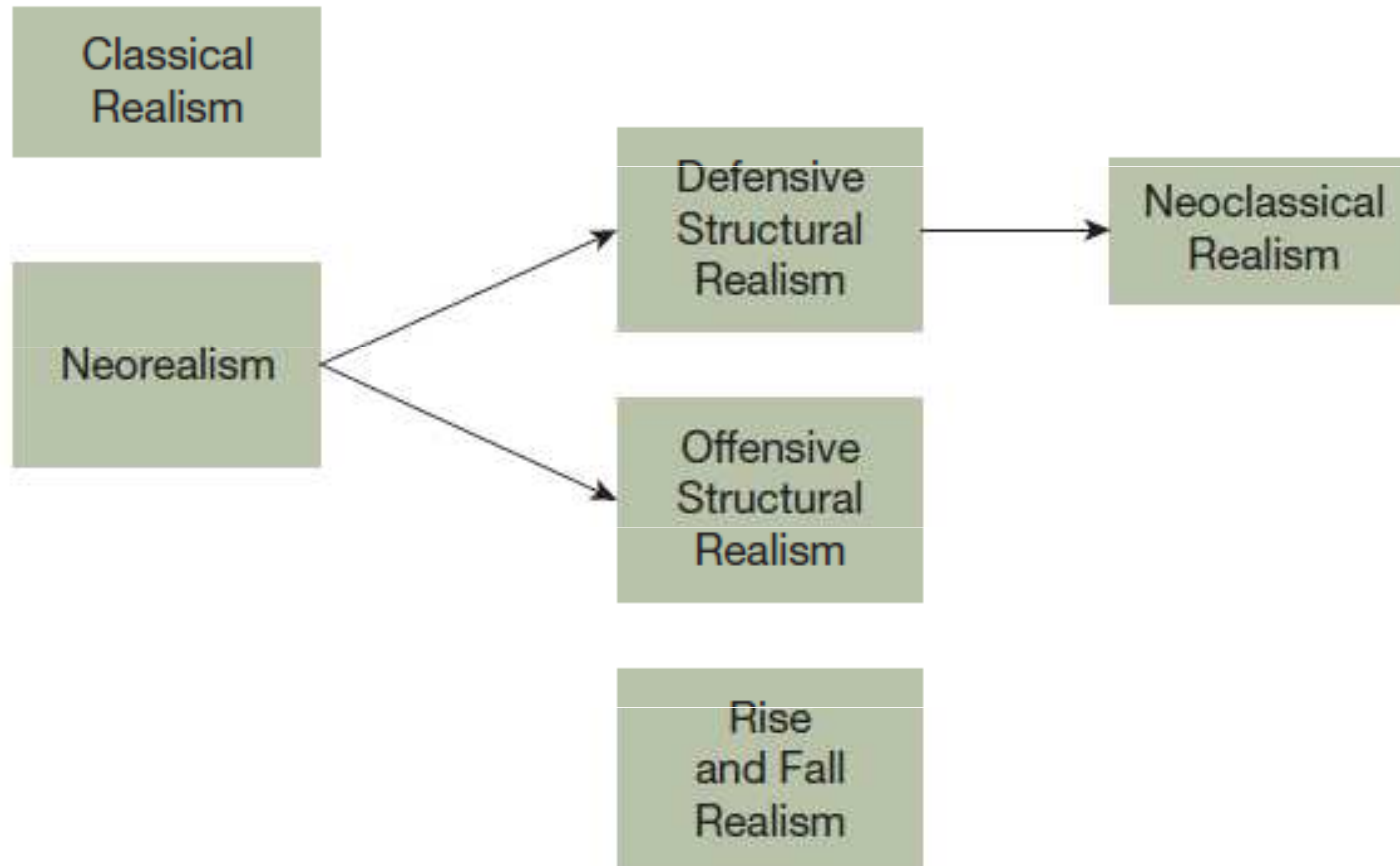 Classical
Realism
Neorealism
Defensive
Structural
Realism
Offensive
Structural
Realism
Rise
and Fall
Realism
Neoclassical
Realism